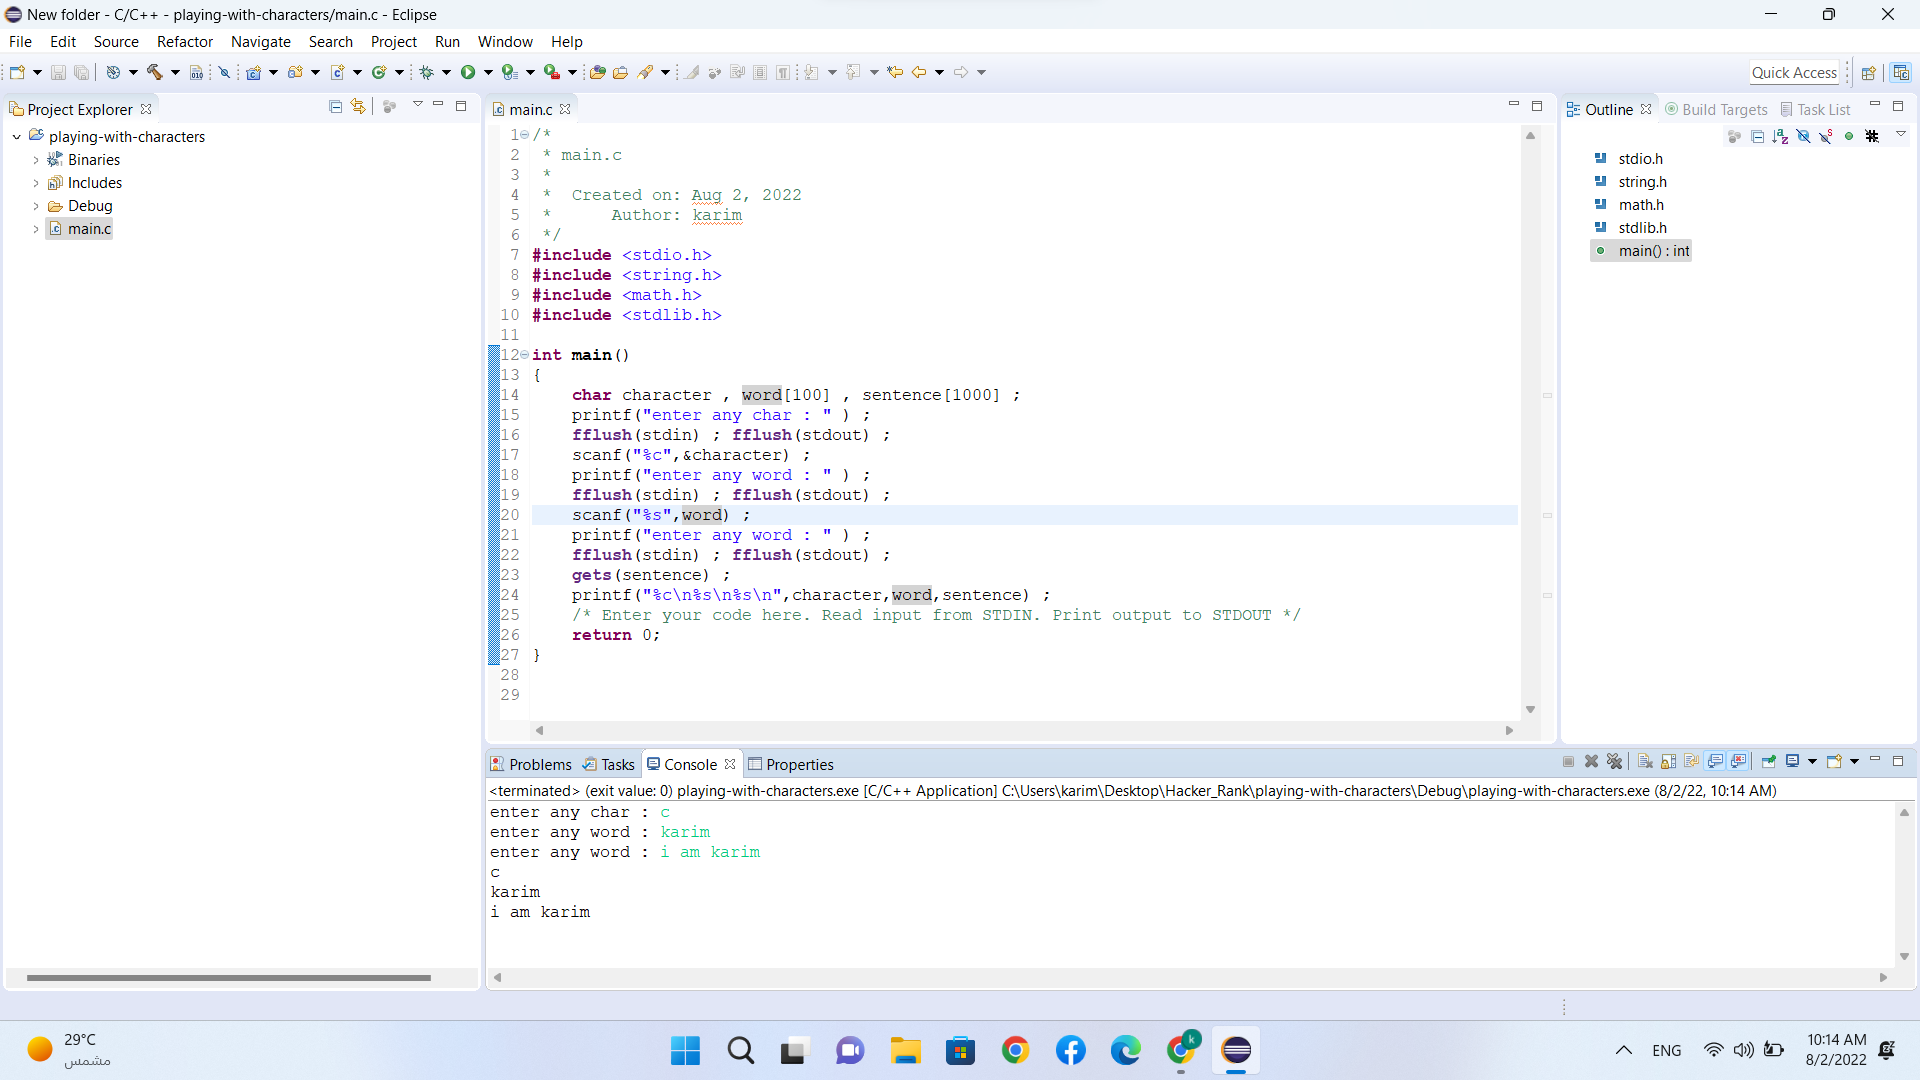 New folder - C/C++ - playing-with-characters/main.c - Eclipse
File Edit Source Refactor Navigate Search Project Run Window Help
Quick Access
Project Explorer
playing-with-characters
Binaries
Includes
Debug
main.c
main.c
1 /*
2  * main.c
3  *
4  *  Created on: Aug 2, 2022
5  *      Author: karim
6  */
7 #include <stdio.h>
8 #include <string.h>
9 #include <math.h>
10 #include <stdlib.h>
11
12 int main()
13 {
14     char character , word[100] , sentence[1000] ;
15     printf("enter any char : " ) ;
16     fflush(stdin) ; fflush(stdout) ;
17     scanf("%c",&character) ;
18     printf("enter any word : " ) ;
19     fflush(stdin) ; fflush(stdout) ;
20     scanf("%s",word) ;
21     printf("enter any word : " ) ;
22     fflush(stdin) ; fflush(stdout) ;
23     gets(sentence) ;
24     printf("%c\n%s\n%s\n",character,word,sentence) ;
25     /* Enter your code here. Read input from STDIN. Print output to STDOUT */
26     return 0;
27 }
28
29
Outline Build Targets Task List
stdio.h
string.h
math.h
stdlib.h
main() : int
Problems Tasks Console Properties
<terminated> (exit value: 0) playing-with-characters.exe [C/C++ Application] C:\Users\karim\Desktop\Hacker_Rank\playing-with-characters\Debug\playing-with-characters.exe (8/2/22, 10:14 AM)
enter any char : c
enter any word : karim
enter any word : i am karim
c
karim
i am karim
29°C
مشمس
k
ENG
10:14 AM
8/2/2022